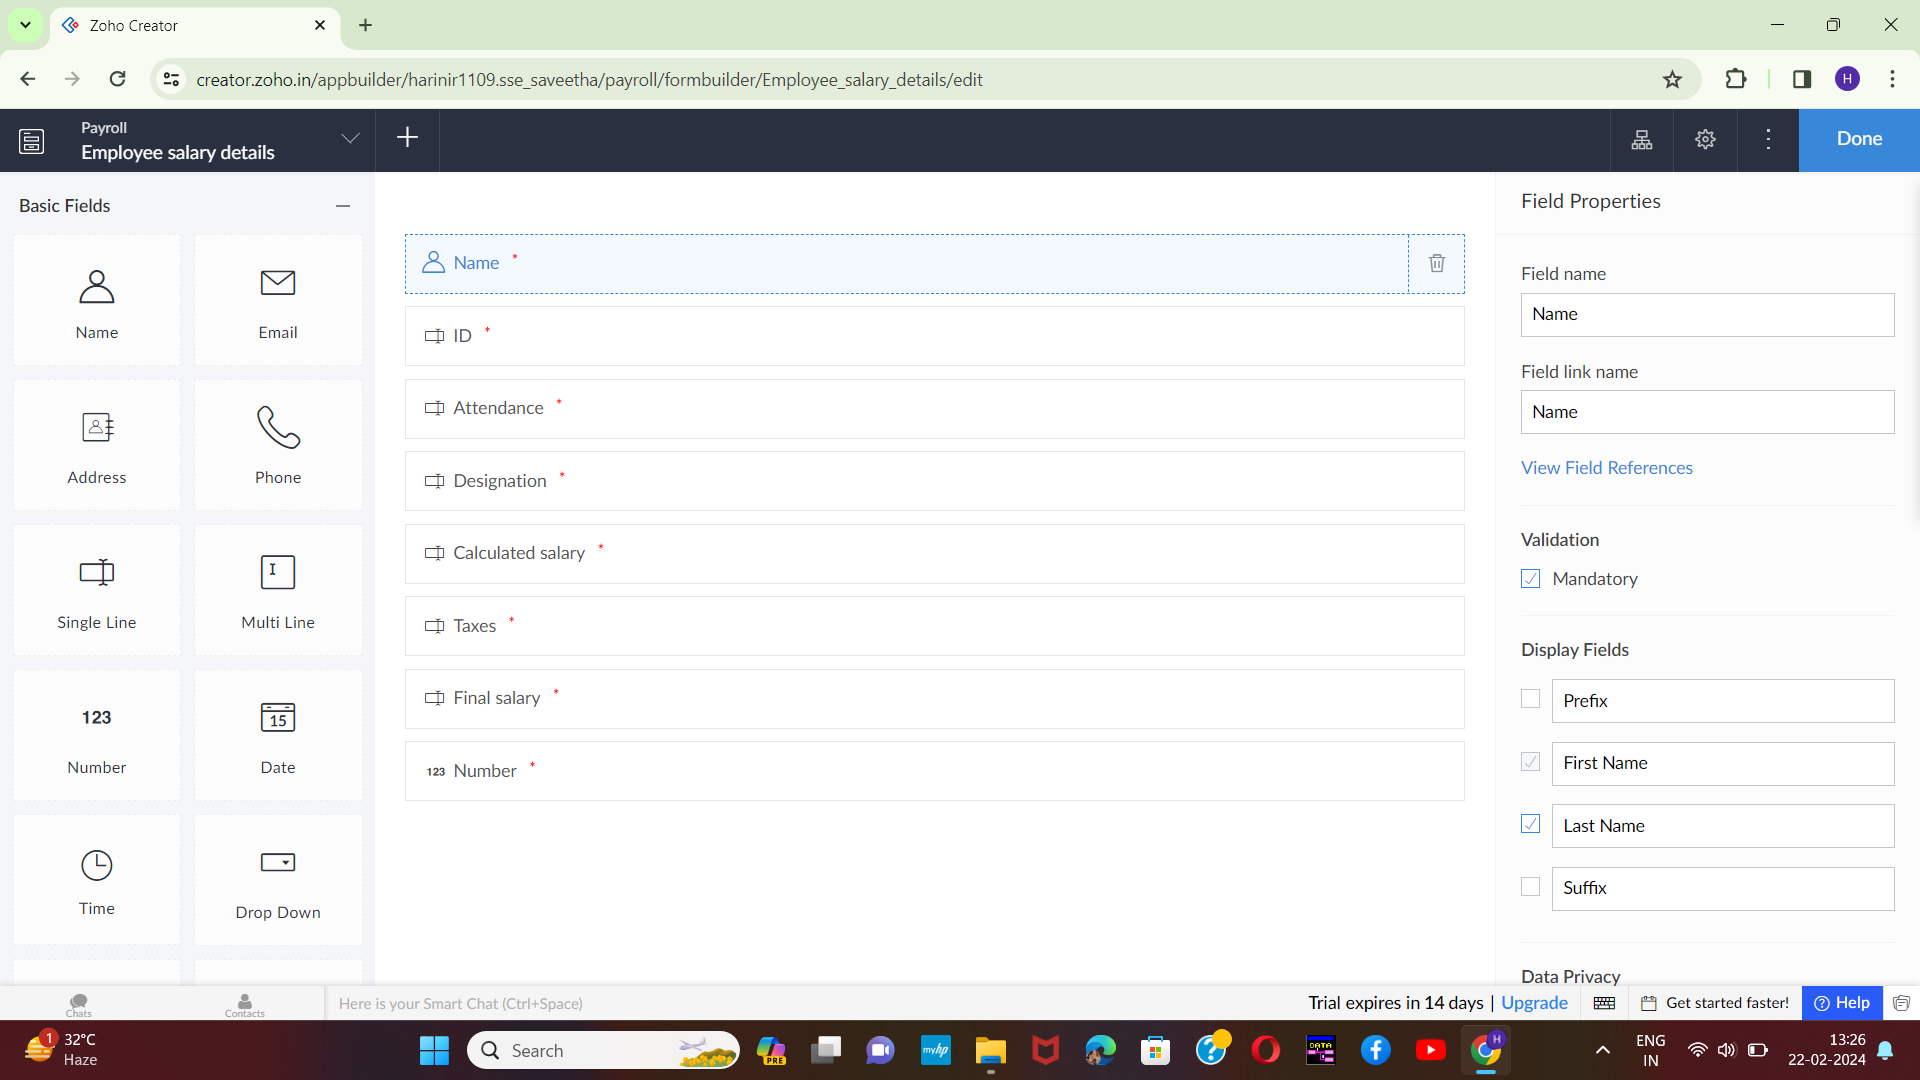 Zoho Creator
creator.zoho.in/appbuilder/harinir1109.sse_saveetha/payroll/formbuilder/Employee_salary_details/edit
H
Payroll
Employee salary details
Done
Basic Fields
Name
Email
Address
Phone
Single Line
Multi Line
123
Number
15
Date
Time
Drop Down
Name *
ID *
Attendance *
Designation *
Calculated salary *
Taxes *
Final salary *
123 Number *
Field Properties
Field name
Name
Field link name
Name
View Field References
Validation
Mandatory
Display Fields
Prefix
First Name
Last Name
Suffix
Data Privacy
Chats
Contacts
Here is your Smart Chat (Ctrl+Space)
Trial expires in 14 days | Upgrade
Get started faster!
Help
1
32°C
Haze
Search
PRE
myhp
DATA
H
ENG
IN
13:26
22-02-2024